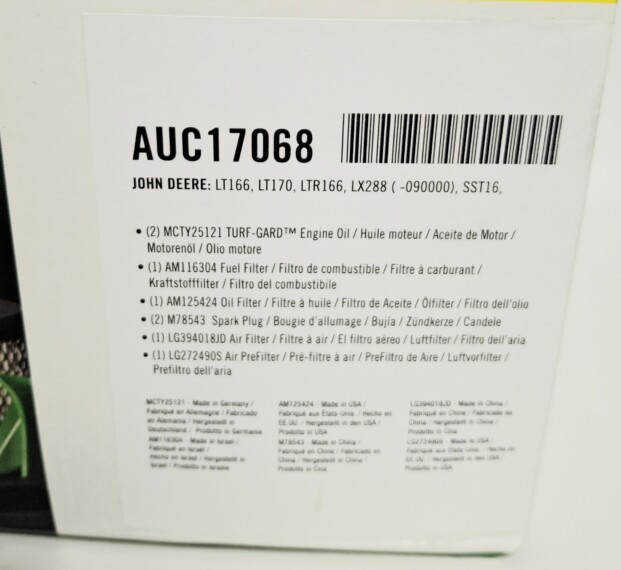 AUC17068
JOHN DEERE: LT166, LT170, LTR166, LX288 ( -090000), SST16,
• (2) MCTY25121 TURF-GARD™ Engine Oil / Huile moteur / Aceite de Motor /
Motorenöl / Olio motore
• (1) AM116304 Fuel Filter / Filtro de combustible / Filtre à carburant /
Kraftstofffilter / Filtro del combustibile
• (1) AM125424 Oil Filter / Filtre à huile / Filtro de Aceite / Ölfilter / Filtro dell'olio
• (2) M78543 Spark Plug / Bougie d'allumage / Bujía / Zündkerze / Candele
• (1) LG394018JD Air Filter / Filtre à air / El filtro aéreo / Luftfilter / Filtro dell'aria
• (1) LG272490S Air PreFilter / Pré-filtre à air / PreFiltro de Aire / Luftvorfilter /
Prefiltro dell'aria
MCTY25121 - Made in Germany /
Fabriqué en Allemagne / Fabricado
en Alemania / Hergestellt in
Deutschland / Prodotto in Germania
AM116304 - Made in Israel /
Fabriqué en Israël /
Hecho en Israel / Hergestellt in
Israel / Prodotto in Israele
AM125424 - Made in USA /
Fabriqué aux États-Unis / Hecho en
EE.UU. / Hergestellt in den USA /
Prodotto in USA
M78543 - Made in China /
Fabriqué en Chine / Fabricado en
China / Hergestellt in China /
Prodotto in Cina
LG394018JD - Made in China /
Fabriqué en Chine / Fabricado en
China / Hergestellt in China /
Prodotto in Cina
LG272490S - Made in USA /
Fabriqué aux États-Unis / Hecho en
EE.UU. / Hergestellt in den USA /
Prodotto in USA